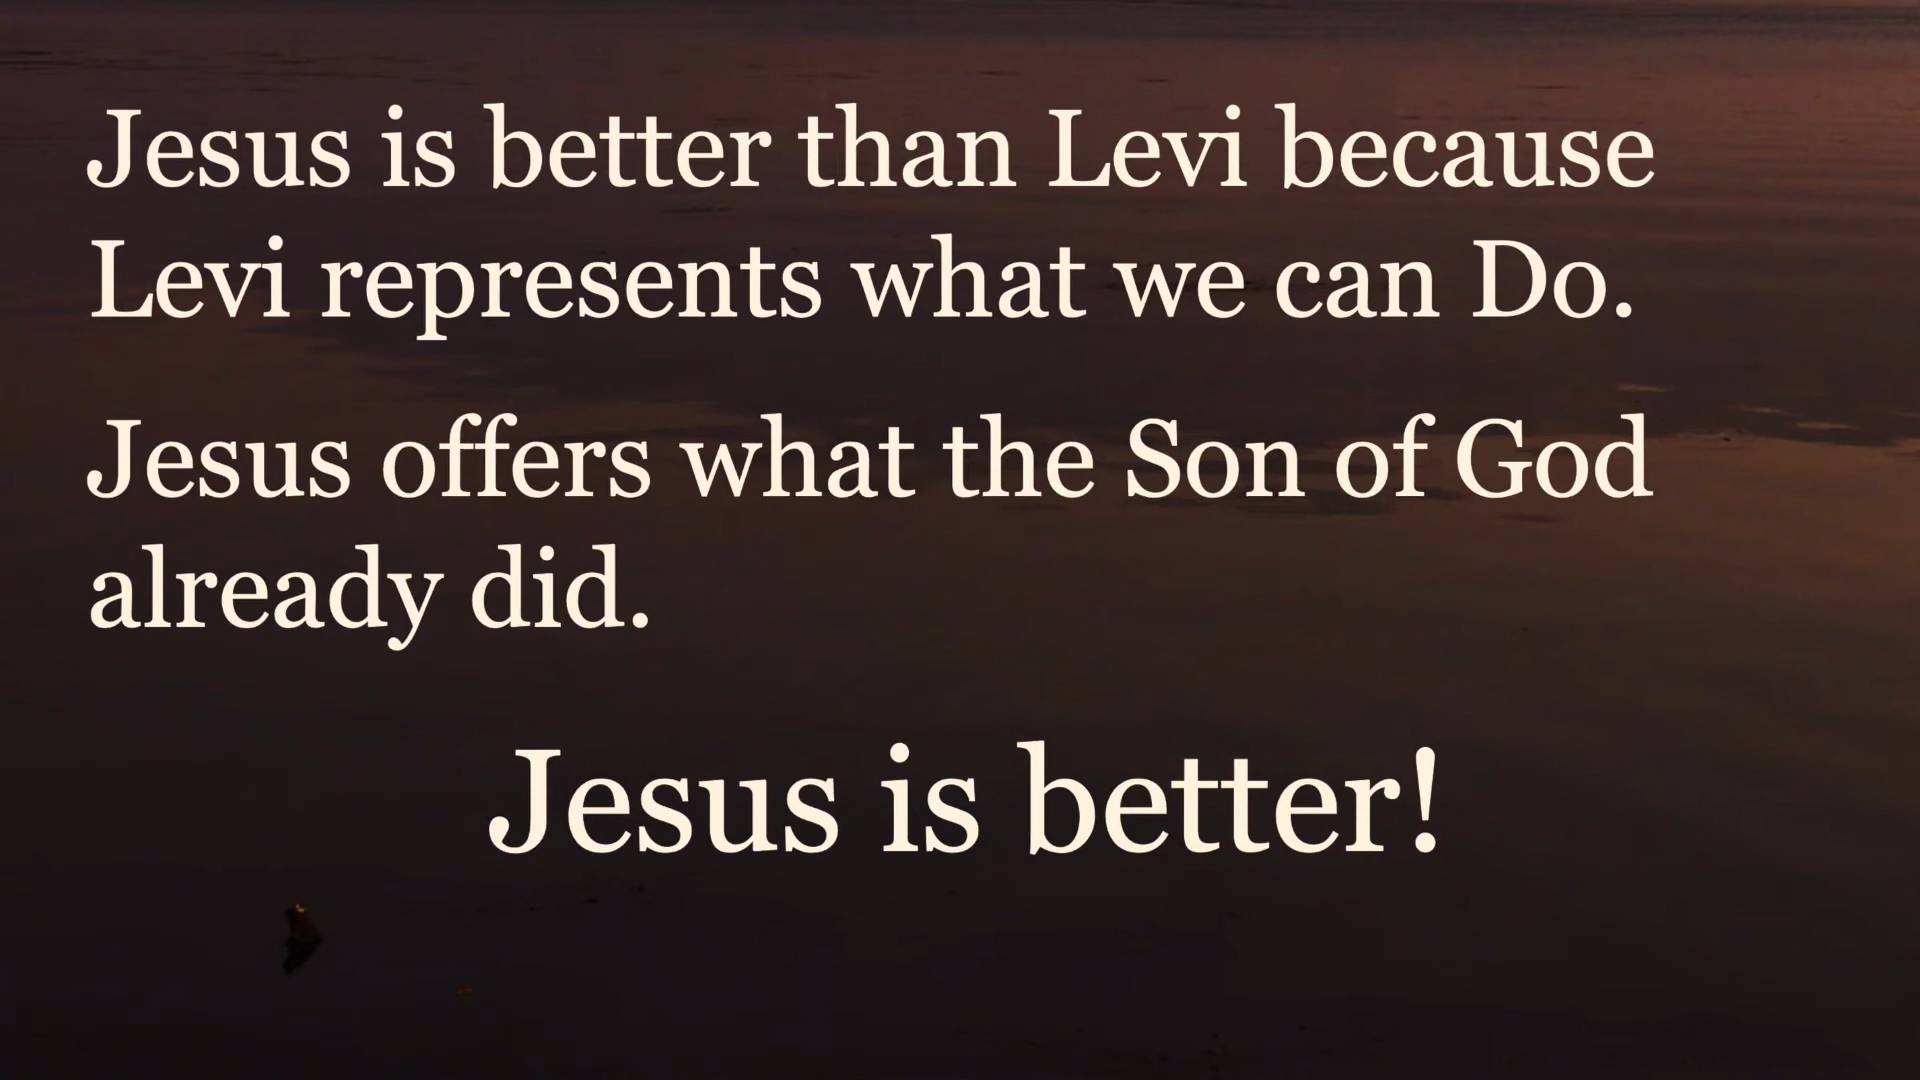 Jesus is better than Levi because
Levi represents what we can Do.
Jesus offers what the Son of God
already did.
Jesus is better!